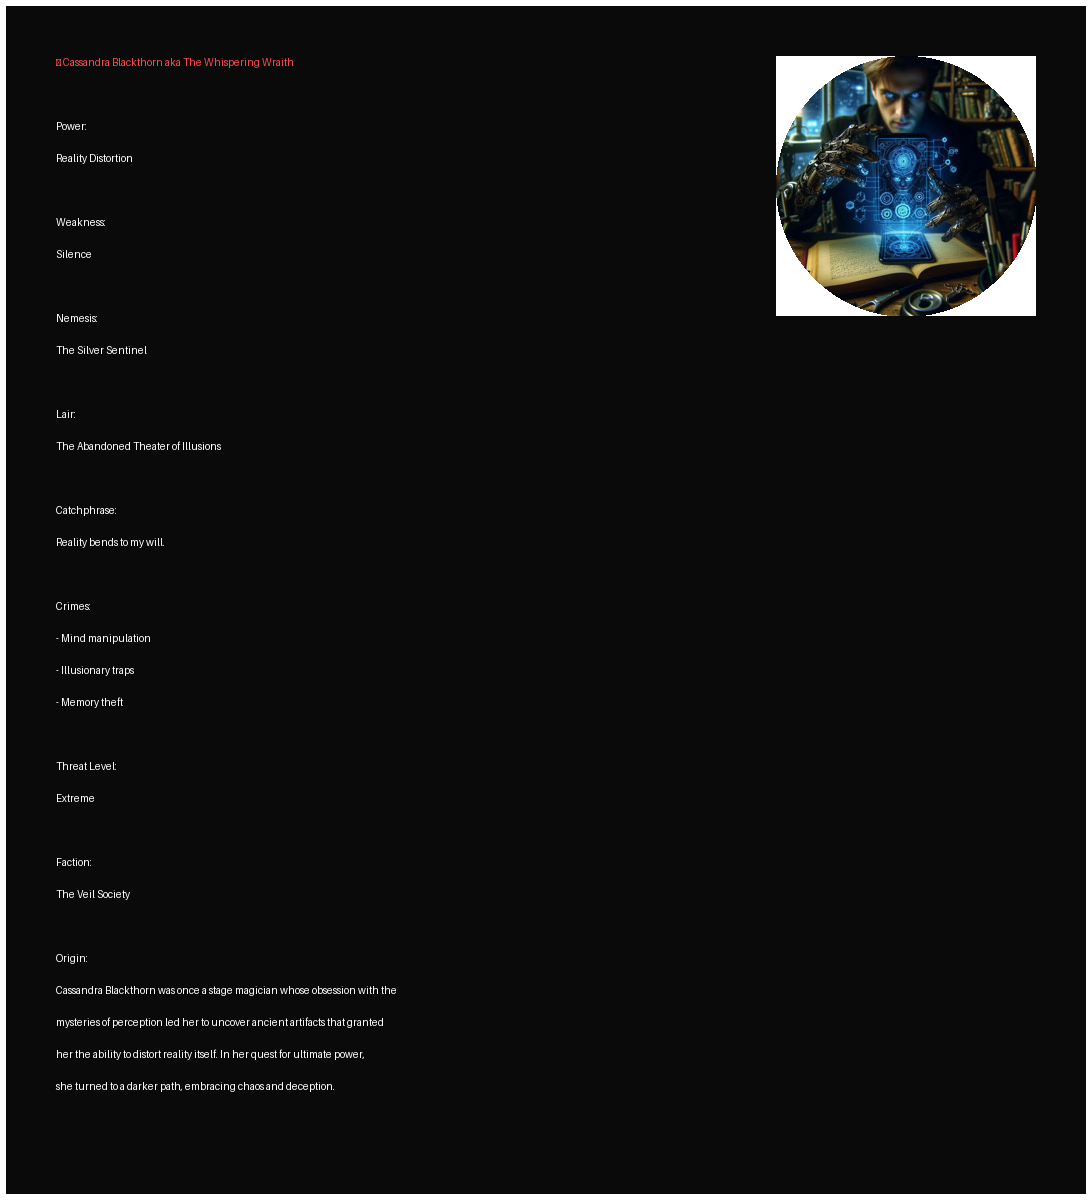 Cassandra Blackthorn aka The Whispering Wraith
Power:
Reality Distortion
Weakness:
Silence
Nemesis:
The Silver Sentinel
Lair:
The Abandoned Theater of Illusions
Catchphrase:
Reality bends to my will.
Crimes:
- Mind manipulation
- Illusionary traps
- Memory theft
Threat Level:
Extreme
Faction:
The Veil Society
Origin:
Cassandra Blackthorn was once a stage magician whose obsession with the
mysteries of perception led her to uncover ancient artifacts that granted
her the ability to distort reality itself. In her quest for ultimate power,
she turned to a darker path, embracing chaos and deception.